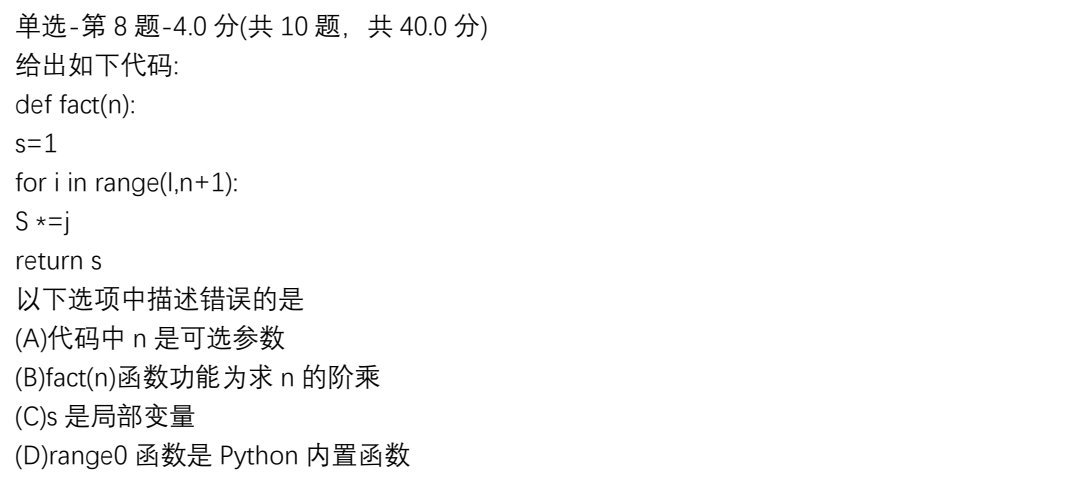 单选-第 8 题-4.0 分(共 10 题，共 40.0 分)
给出如下代码:
def fact(n):
s=1
for i in range(l,n+1):
S *=j
return s
以下选项中描述错误的是
(A)代码中 n 是可选参数
(B)fact(n)函数功能为求 n 的阶乘
(C)s 是局部变量
(D)range0 函数是 Python 内置函数